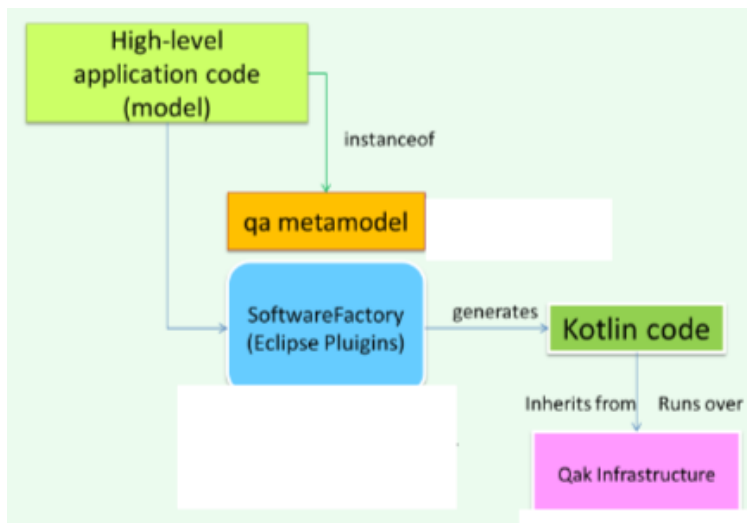 High-level
application code
(model)
instanceof
qa metamodel
SoftwareFactory
(Eclipse Pluigins)
generates
Kotlin code
Inherits from
Runs over
Qak Infrastructure